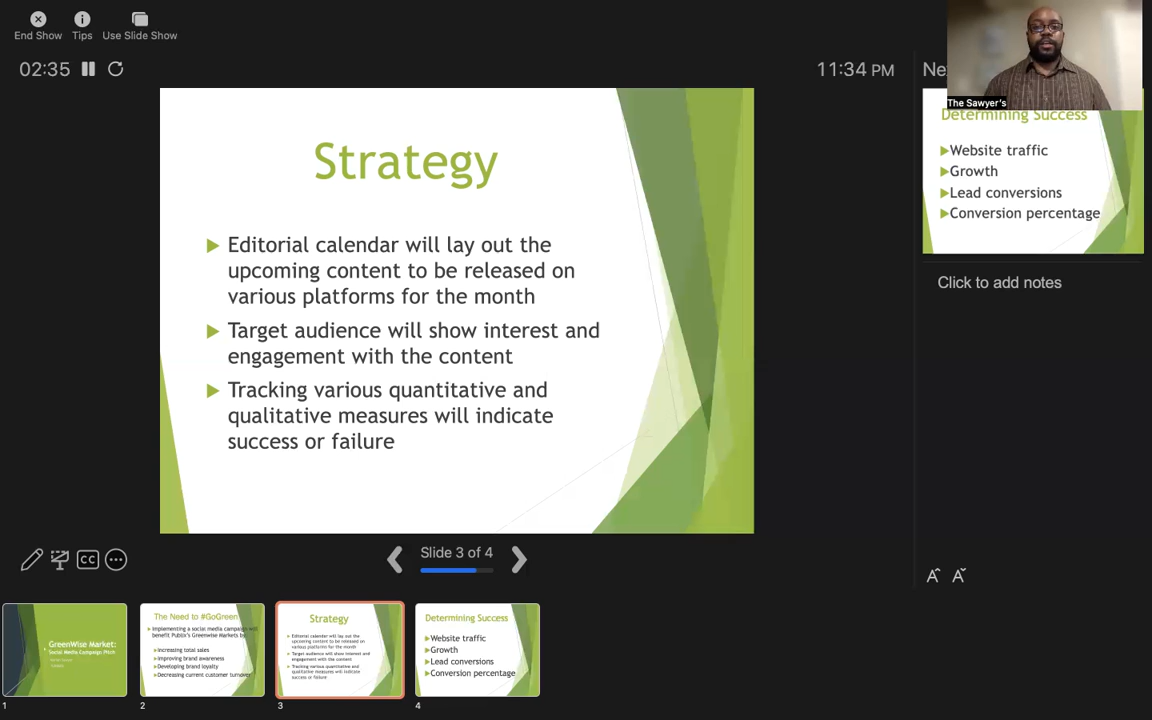 End Show
Tips
Use Slide Show
02:35
11:34 PM
The Sawyer's
Strategy
Editorial calendar will lay out the
upcoming content to be released on
various platforms for the month
Target audience will show interest and
engagement with the content
Tracking various quantitative and
qualitative measures will indicate
success or failure
Determining Success
Website traffic
Growth
Lead conversions
Conversion percentage
Click to add notes
CC
Slide 3 of 4
GreenWise Market:
Social Media Campaign Pitch
1
The Need to #GoGreen
Implementing a social media campaign will
benefit Publix's Greenwise Markets by:
Increasing total sales
Improving brand awareness
Developing brand loyalty
Decreasing current customer turnover
2
Strategy
Editorial calendar will lay out the
upcoming content to be released on
various platforms for the month
Target audience will show interest and
engagement with the content
Tracking various quantitative and
qualitative measures will indicate
success or failure
3
Determining Success
Website traffic
Growth
Lead conversions
Conversion percentage
4